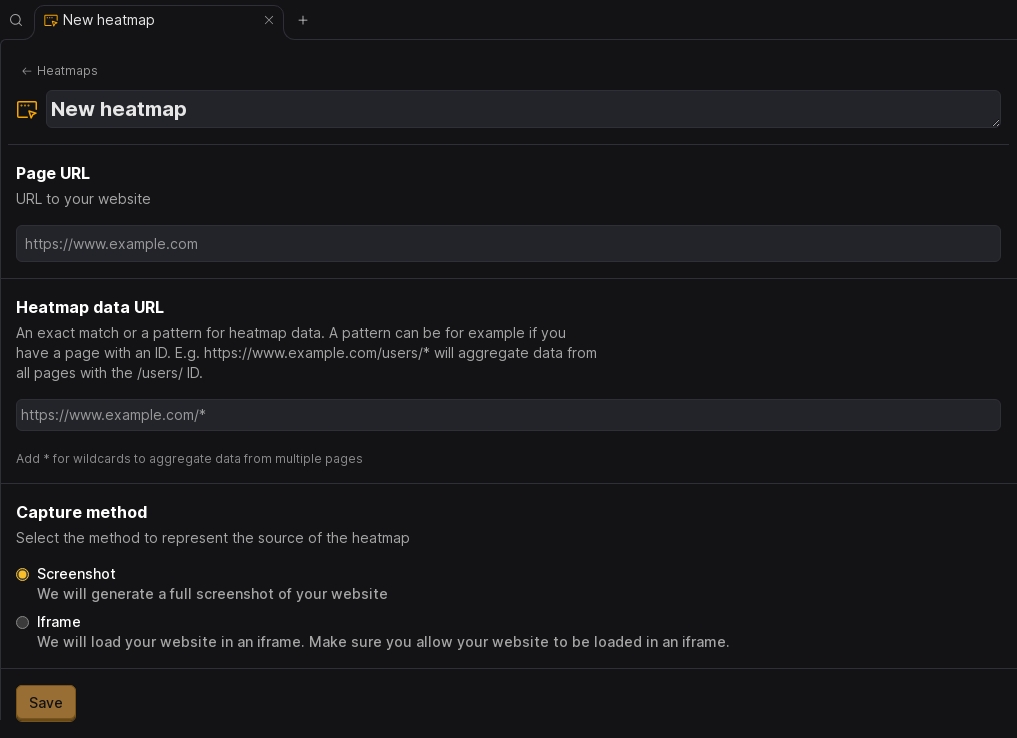 New heatmap
← Heatmaps
New heatmap
Page URL
URL to your website
https://www.example.com
Heatmap data URL
An exact match or a pattern for heatmap data. A pattern can be for example if you
have a page with an ID. E.g. https://www.example.com/users/* will aggregate data from
all pages with the /users/ ID.
https://www.example.com/*
Add * for wildcards to aggregate data from multiple pages
Capture method
Select the method to represent the source of the heatmap
Screenshot
We will generate a full screenshot of your website
Iframe
We will load your website in an iframe. Make sure you allow your website to be loaded in an iframe.
Save